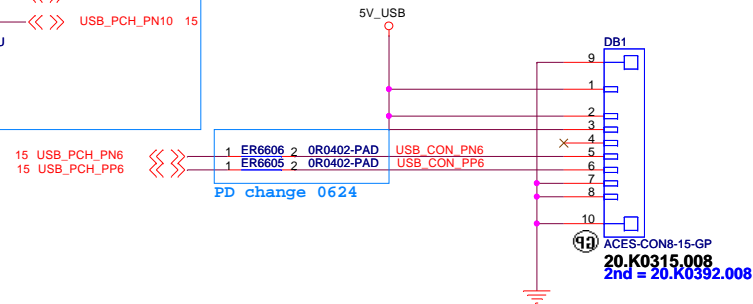 5V_USB
USB_PCH_PN10 15
U
DB1
9
1
2
3
4
15 USB_PCH_PN6 1 ER6606 2 0R0402-PAD USB_CON_PN6 5
15 USB_PCH_PP6 1 ER6605 2 0R0402-PAD USB_CON_PP6 6
7
PD change 0624
8
10
GP
ACES-CON8-15-GP
20.K0315.008
2nd = 20.K0392.008